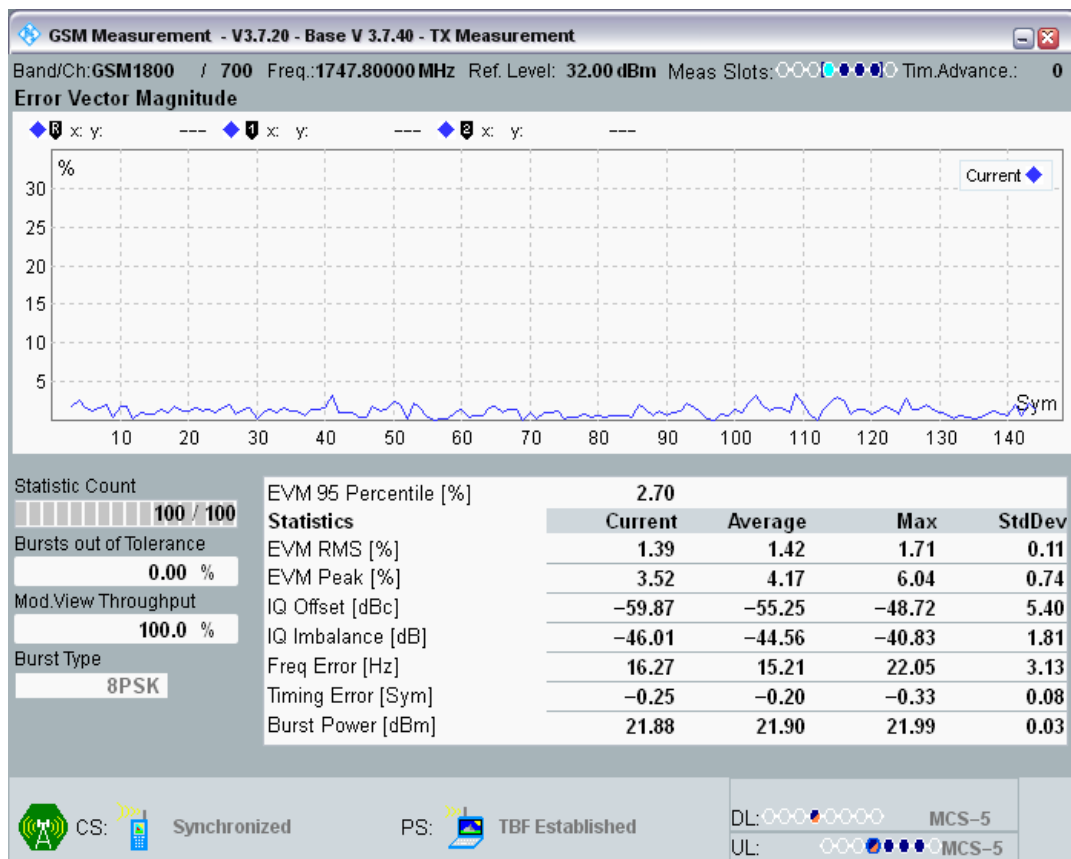 GSM Measurement - V3.7.20 - Base V 3.7.40 - TX Measurement
Band/Ch:GSM1800 / 700 Freq.:1747.80000 MHz Ref. Level: 32.00 dBm Meas Slots: Tim.Advance.: 0
Error Vector Magnitude
R x: y: --- 1 x: y: --- 2 x: y: ---
%
Current
30
25
20
15
10
5
Sym
10 20 30 40 50 60 70 80 90 100 110 120 130 140
Statistic Count
100 / 100
Bursts out of Tolerance
0.00 %
Mod.View Throughput
100.0 %
Burst Type
8PSK
EVM 95 Percentile [%] 2.70
Statistics Current Average Max StdDev
EVM RMS [%] 1.39 1.42 1.71 0.11
EVM Peak [%] 3.52 4.17 6.04 0.74
IQ Offset [dBc] −59.87 −55.25 −48.72 5.40
IQ Imbalance [dB] −46.01 −44.56 −40.83 1.81
Freq Error [Hz] 16.27 15.21 22.05 3.13
Timing Error [Sym] −0.25 −0.20 −0.33 0.08
Burst Power [dBm] 21.88 21.90 21.99 0.03
CS: Synchronized PS: TBF Established
DL: MCS−5
UL: MCS−5